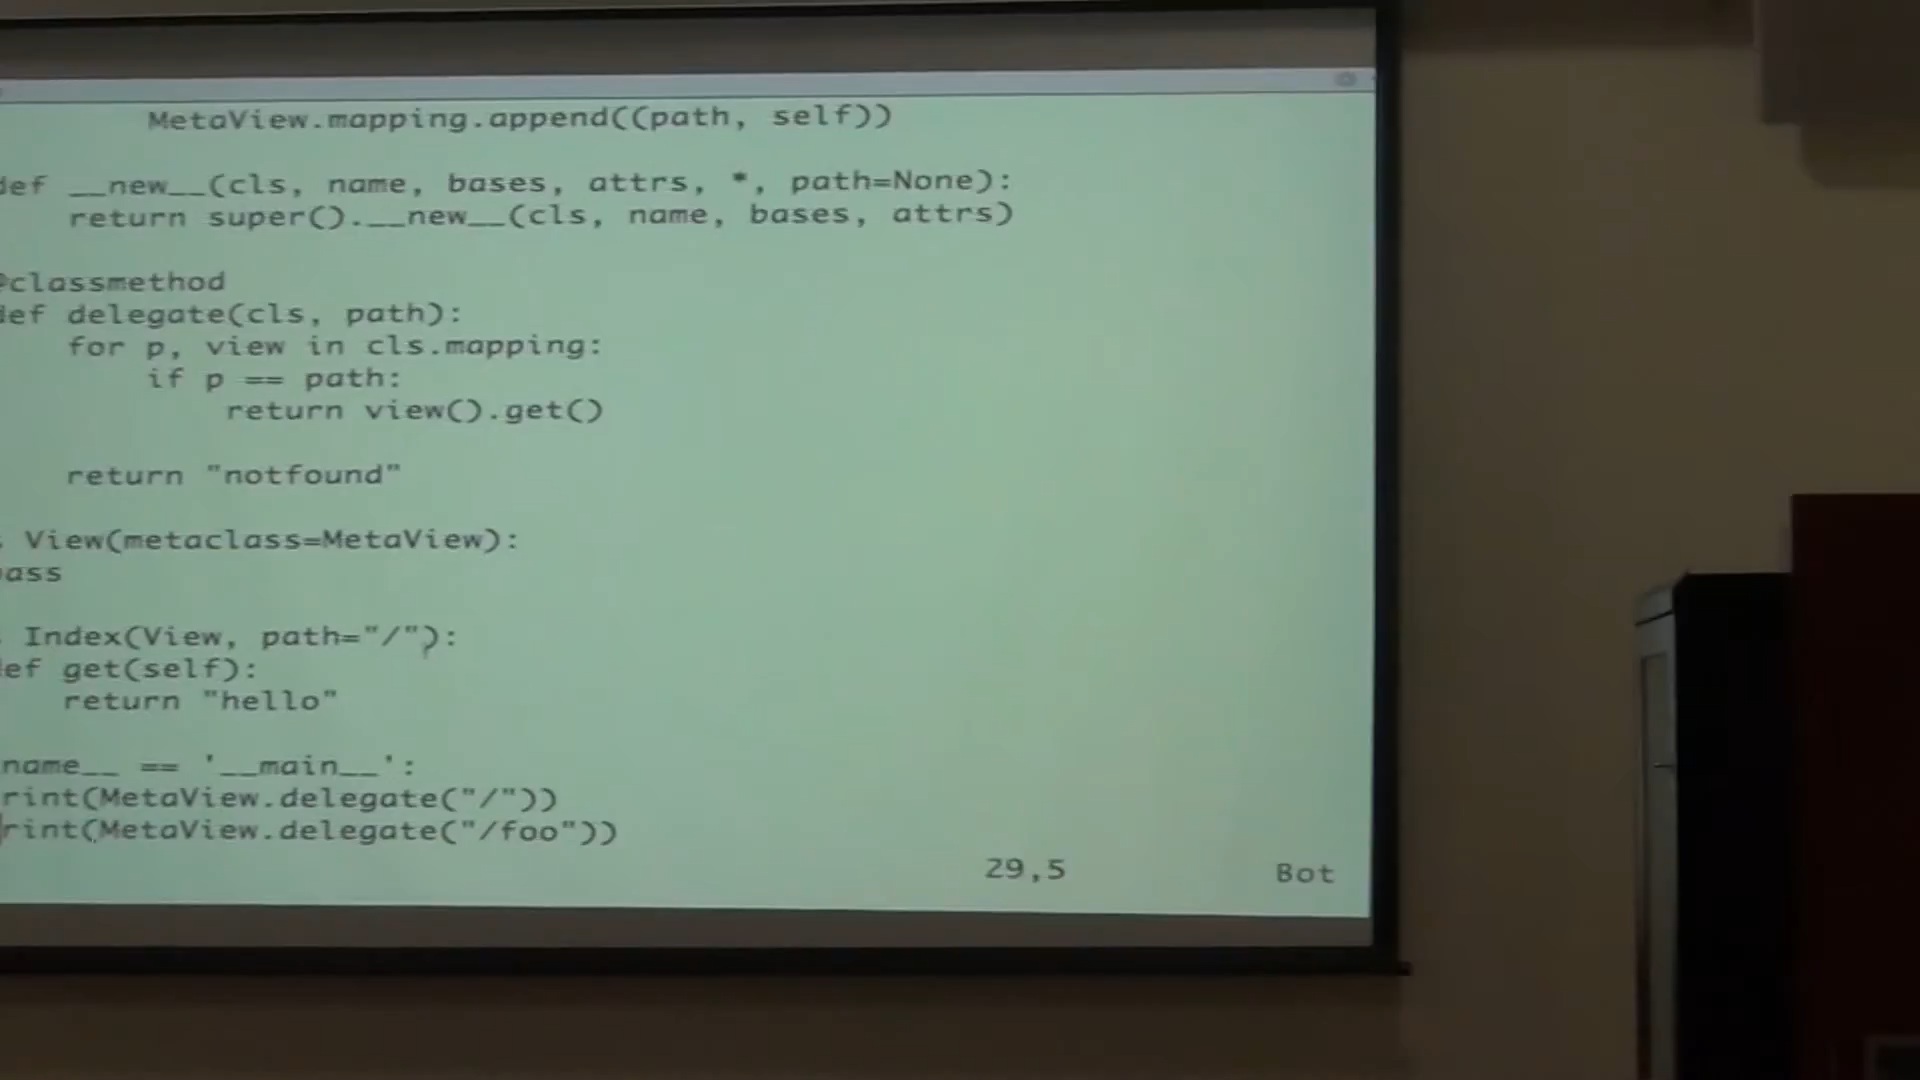 MetaView.mapping.append((path, self))
def __new__(cls, name, bases, attrs, *, path=None):
return super().__new__(cls, name, bases, attrs)
@classmethod
def delegate(cls, path):
for p, view in cls.mapping:
if p == path:
return view().get()
return "notfound"
s View(metaclass=MetaView):
pass
s Index(View, path="/"):
def get(self):
return "hello"
name__ == '__main__':
rint(MetaView.delegate("/"))
rint(MetaView.delegate("/foo"))
29,5 Bot